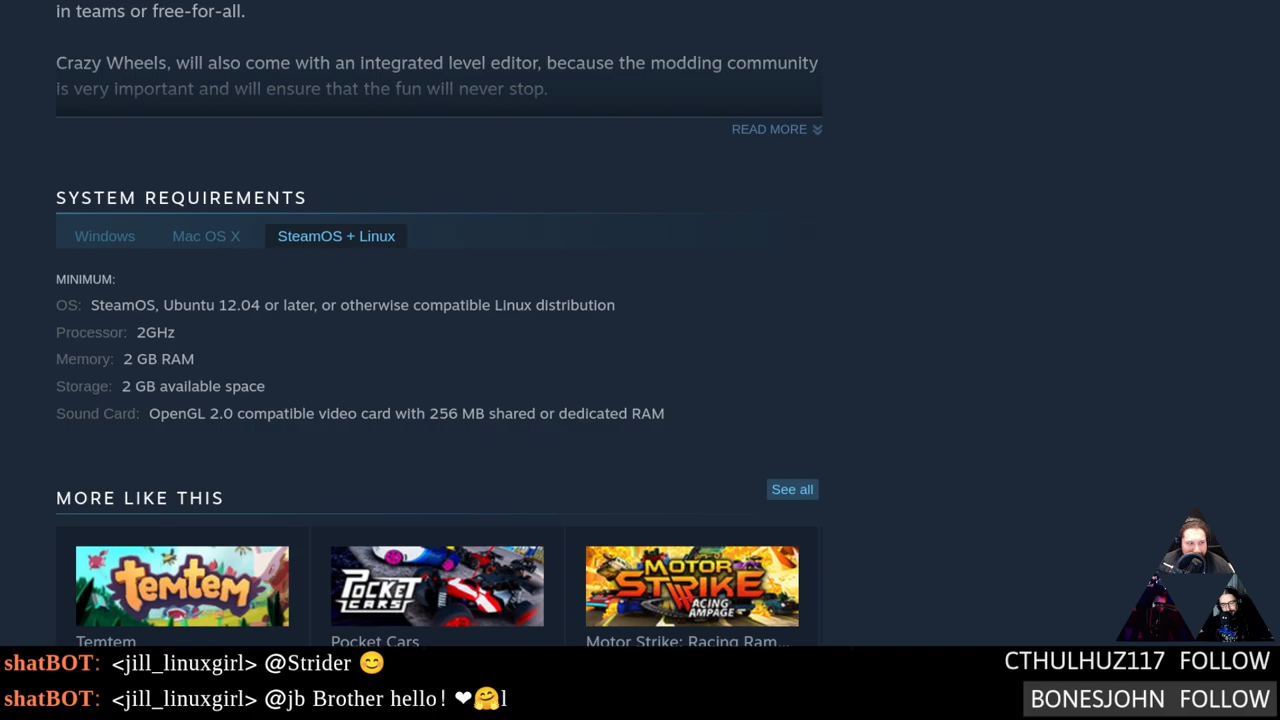 in teams or free-for-all.
Crazy Wheels, will also come with an integrated level editor, because the modding community
is very important and will ensure that the fun will never stop.
READ MORE
SYSTEM REQUIREMENTS
Windows Mac OS X SteamOS + Linux
MINIMUM:
OS: SteamOS, Ubuntu 12.04 or later, or otherwise compatible Linux distribution
Processor: 2GHz
Memory: 2 GB RAM
Storage: 2 GB available space
Sound Card: OpenGL 2.0 compatible video card with 256 MB shared or dedicated RAM
MORE LIKE THIS
See all
temtem
POCKET
CARS
MOTOR
STRIKE
RACING
RAMPAGE
Temtem Pocket Cars Motor Strike: Racing Ram...
shatBOT: <jill_linuxgirl> @Strider 😊
shatBOT: <jill_linuxgirl> @jb Brother hello! ❤🤗l
CTHULHUZ117 FOLLOW
BONESJOHN FOLLOW